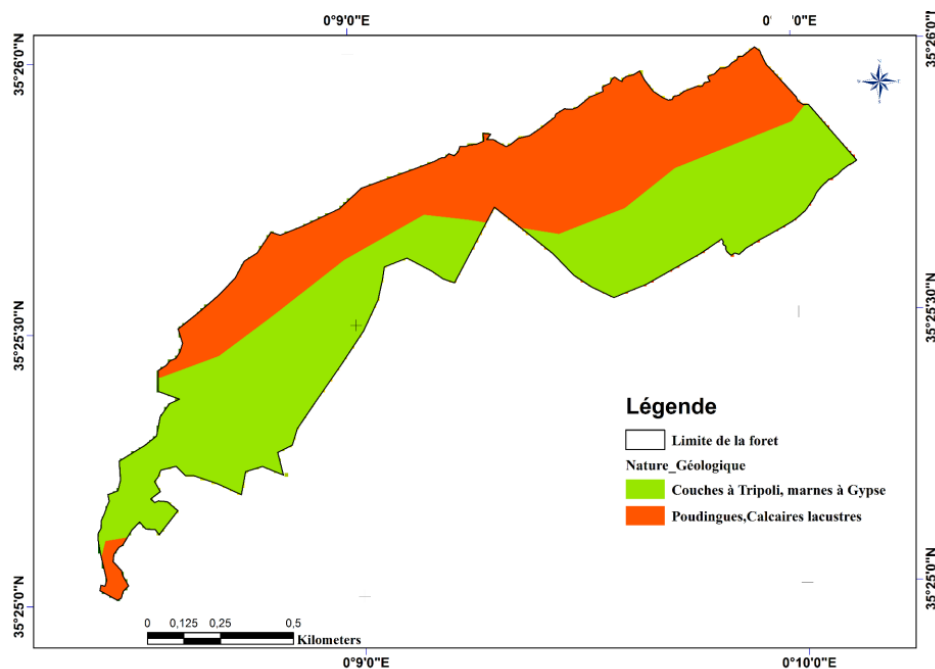 0°9'0"E
0°  '0"E
35°26'0"N
35°26'0"N
35°25'30"N
35°25'30"N
Légende
Limite de la foret
Nature_Géologique
Couches à Tripoli, marnes à Gypse
Poudingues,Calcaires lacustres
35°25'0"N
35°25'0"N
0 0,125 0,25 0,5
Kilometers
0°9'0"E
0°10'0"E